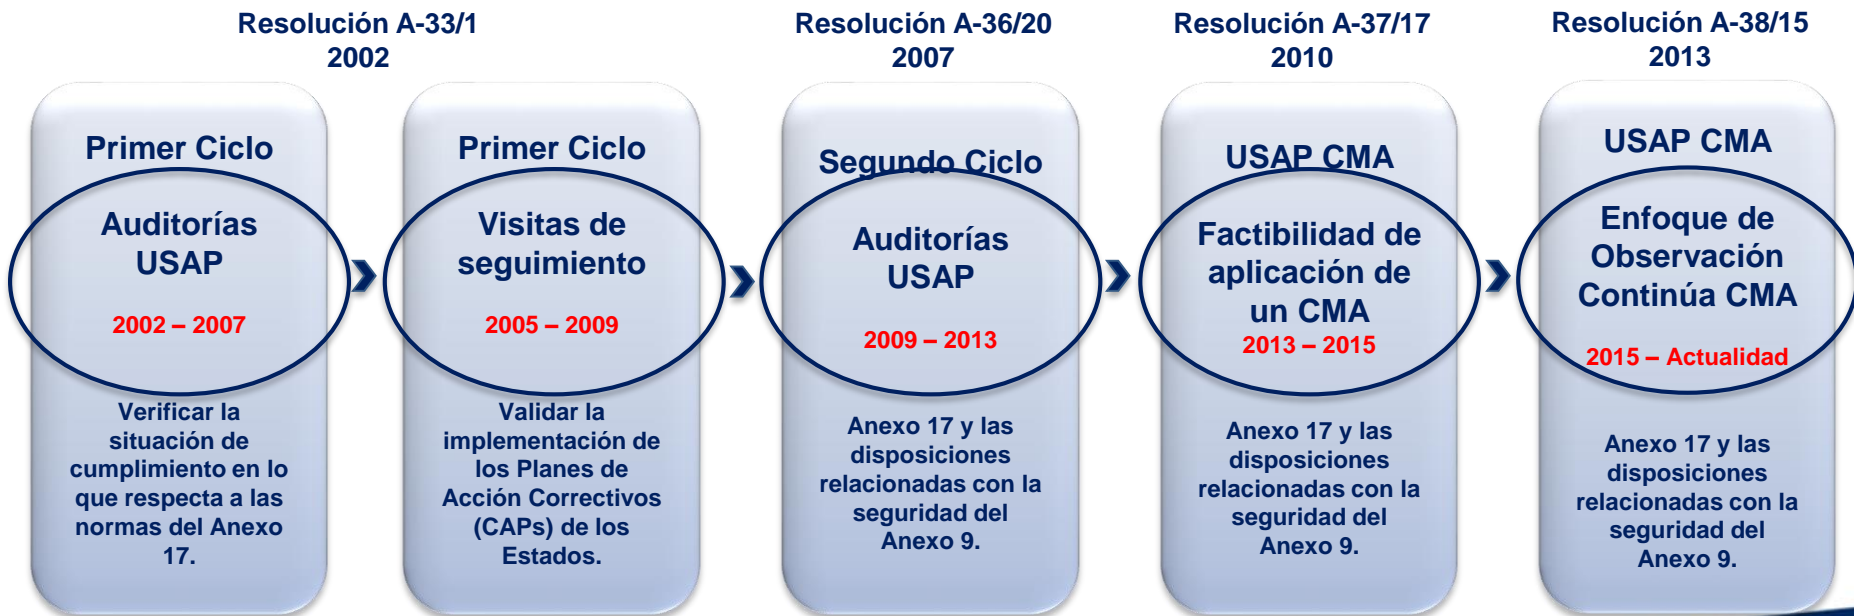 Resolución A-33/1
2002
Resolución A-36/20
2007
Resolución A-37/17
2010
Resolución A-38/15
2013
Primer Ciclo
Auditorías
USAP
2002 – 2007
Verificar la
situación de
cumplimiento en lo
que respecta a las
normas del Anexo
17.
Primer Ciclo
Visitas de
seguimiento
2005 – 2009
Validar la
implementación de
los Planes de
Acción Correctivos
(CAPs) de los
Estados.
Segundo Ciclo
Auditorías
USAP
2009 – 2013
Anexo 17 y las
disposiciones
relacionadas con la
seguridad del
Anexo 9.
USAP CMA
Factibilidad de
aplicación de
un CMA
2013 – 2015
Anexo 17 y las
disposiciones
relacionadas con la
seguridad del
Anexo 9.
USAP CMA
Enfoque de
Observación
Continúa CMA
2015 – Actualidad
Anexo 17 y las
disposiciones
relacionadas con la
seguridad del
Anexo 9.